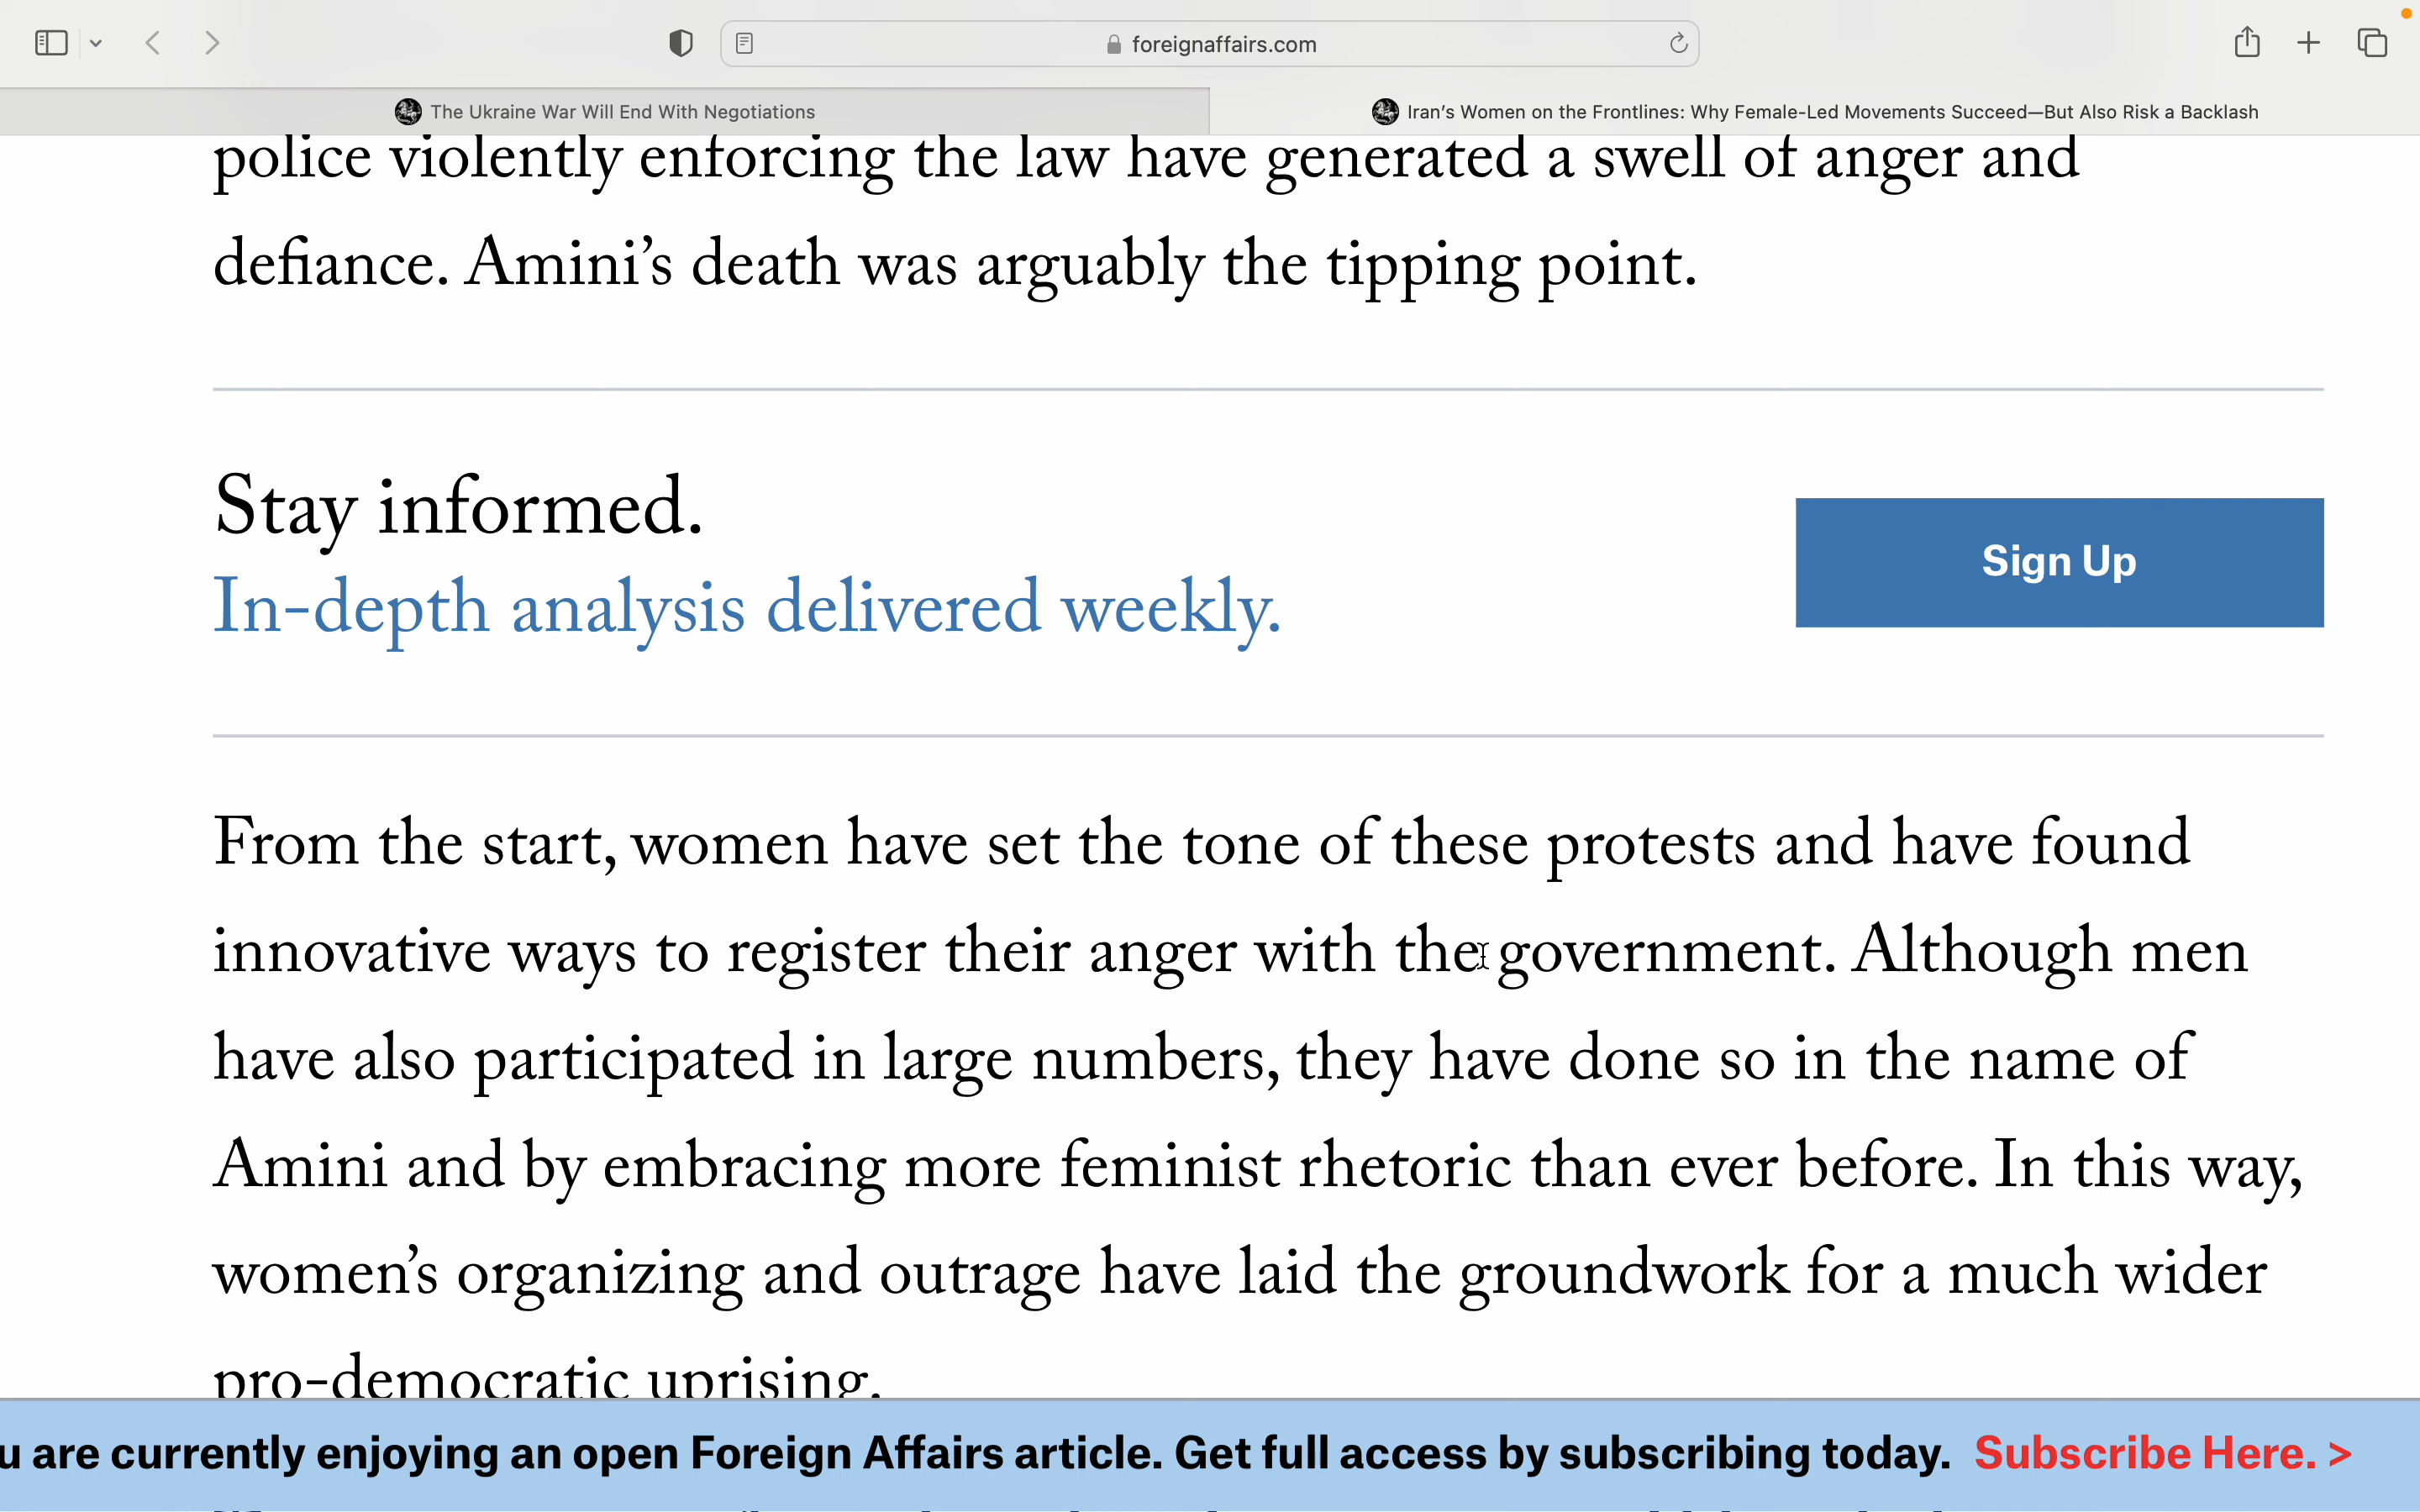 foreignaffairs.com
The Ukraine War Will End With Negotiations
Iran’s Women on the Frontlines: Why Female-Led Movements Succeed—But Also Risk a Backlash
police violently enforcing the law have generated a swell of anger and
defiance. Amini’s death was arguably the tipping point.
Stay informed.
In-depth analysis delivered weekly.
Sign Up
From the start, women have set the tone of these protests and have found
innovative ways to register their anger with the government. Although men
have also participated in large numbers, they have done so in the name of
Amini and by embracing more feminist rhetoric than ever before. In this way,
women’s organizing and outrage have laid the groundwork for a much wider
pro-democratic uprising.
u are currently enjoying an open Foreign Affairs article. Get full access by subscribing today. Subscribe Here. >